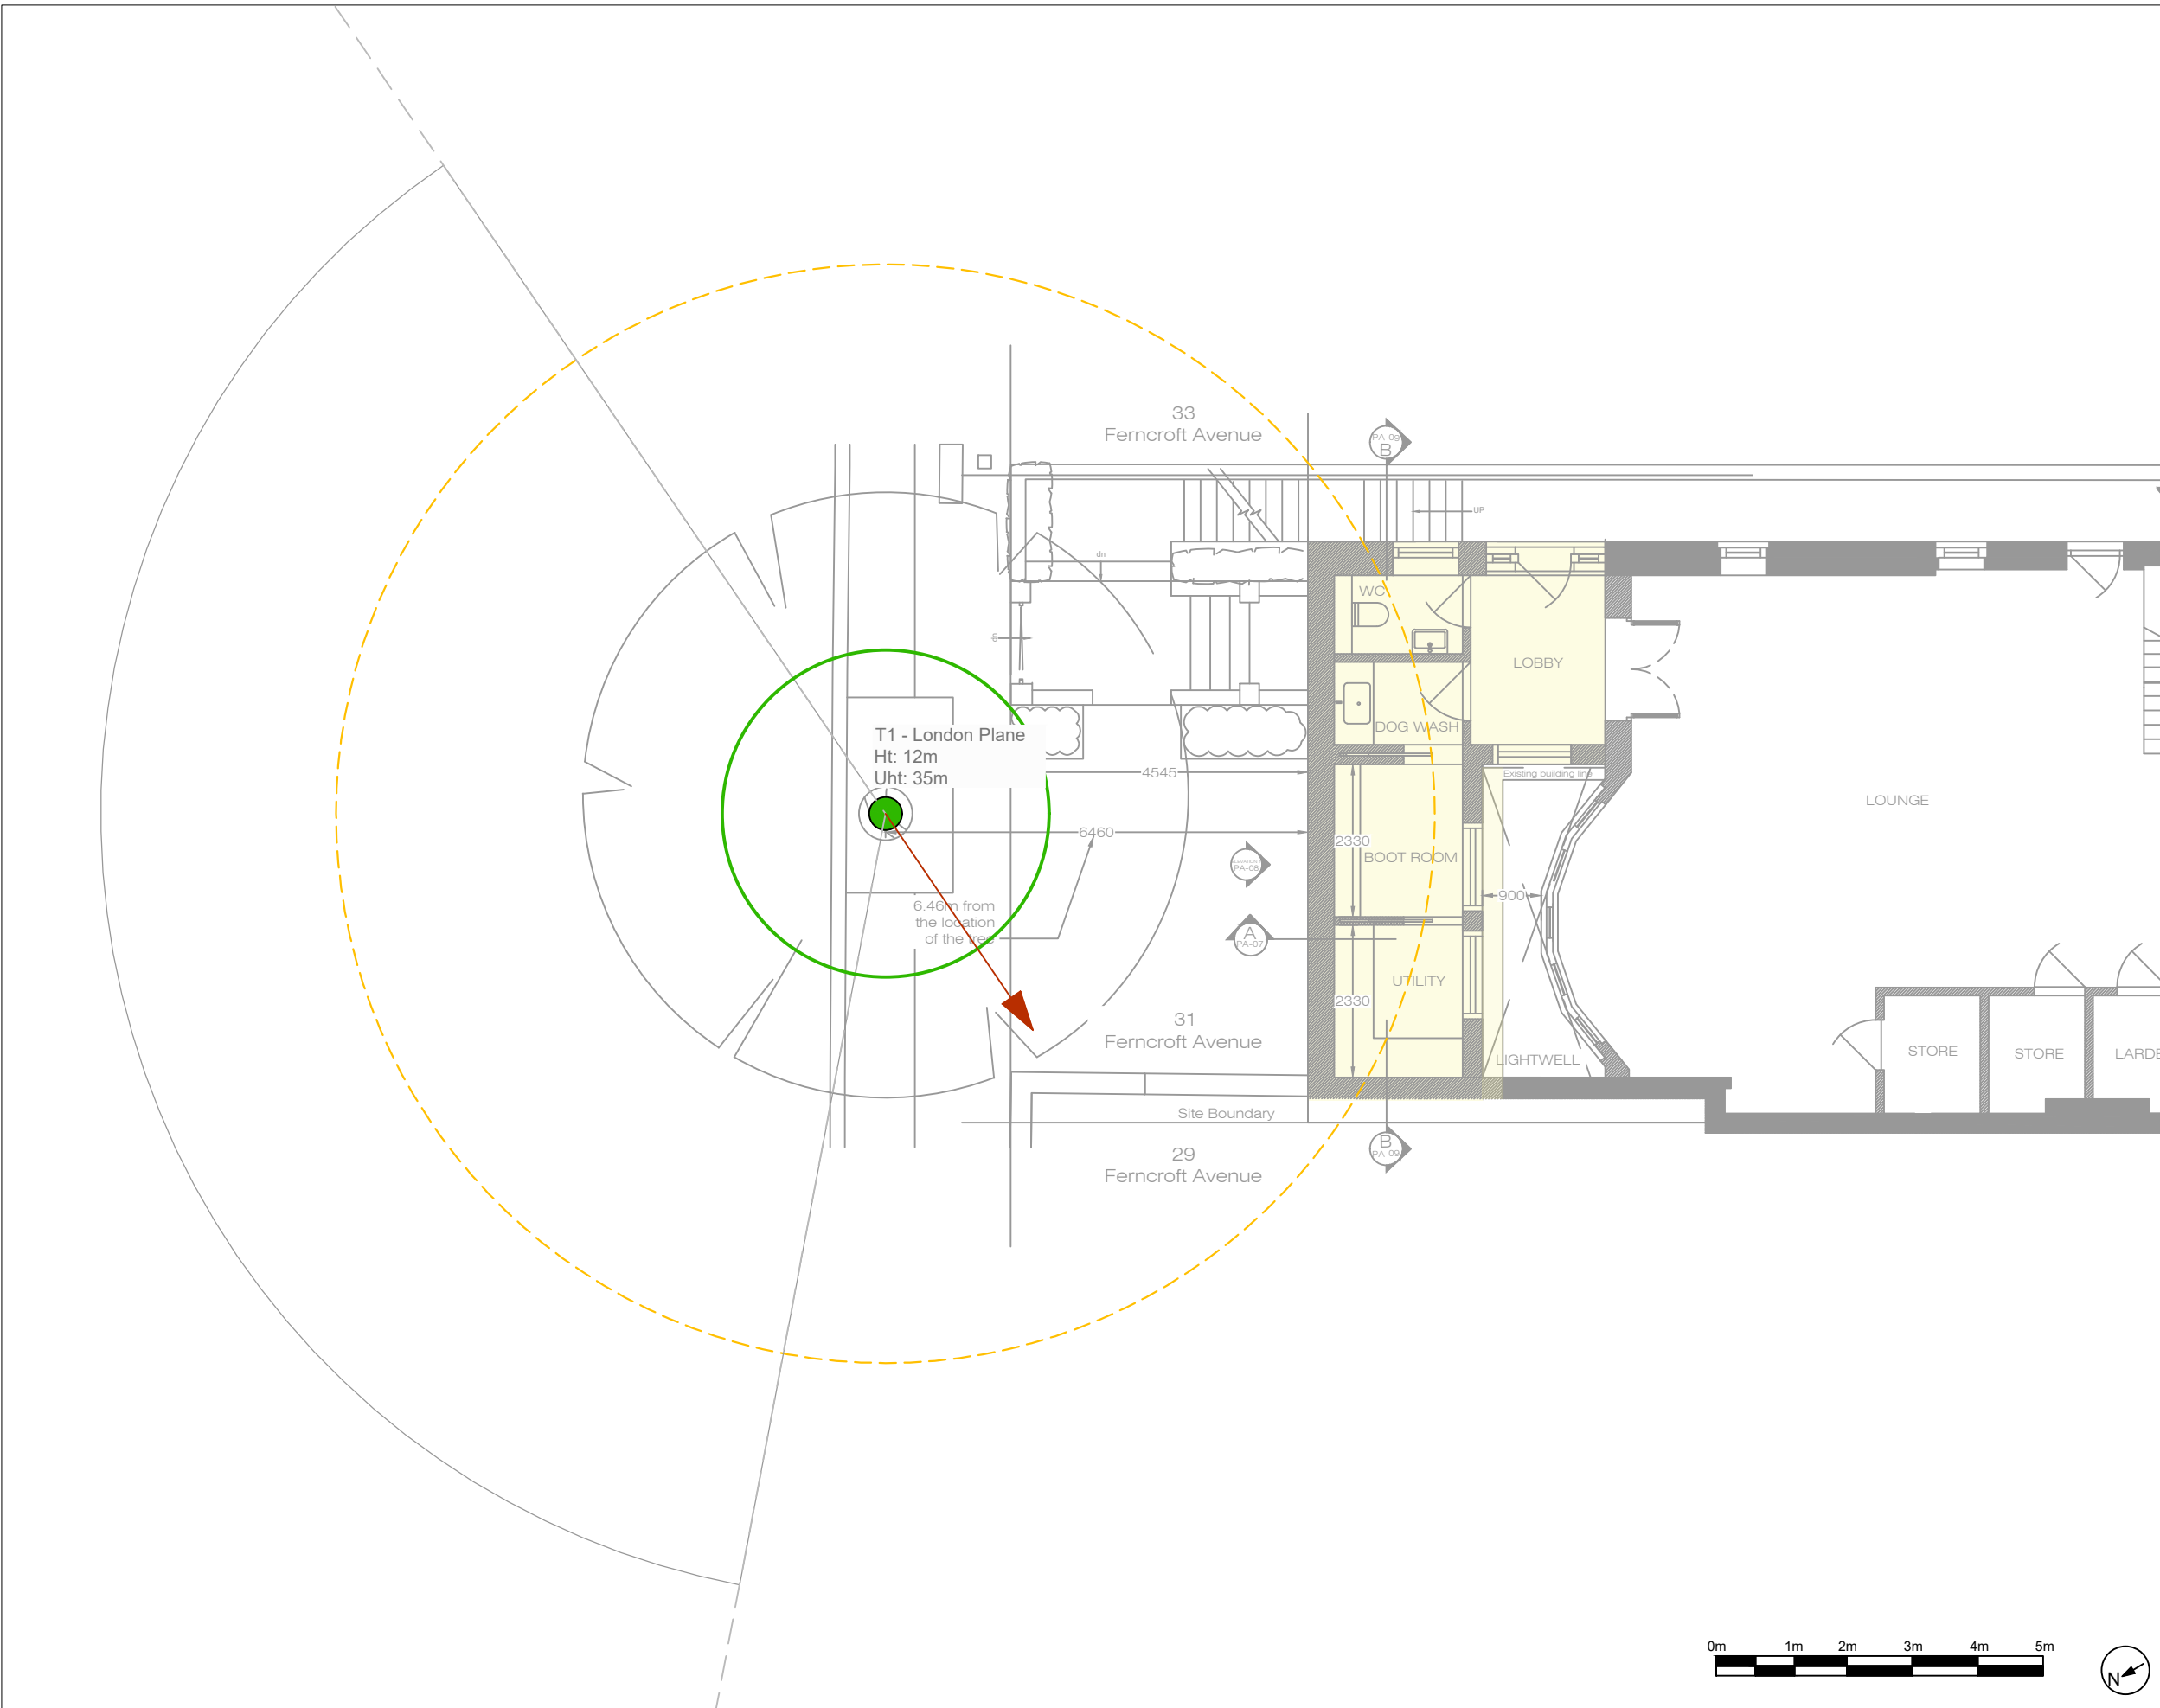 33
Ferncroft Avenue
PA-09
B
UP
dn
WC
LOBBY
DOG WASH
T1 - London Plane
Ht: 12m
Uht: 35m
4545
Existing building line
LOUNGE
6460
2330
BOOT ROOM
PA-08
900
6.46m from
the location
of the tree
A
PA-07
UTILITY
2330
31
Ferncroft Avenue
LIGHTWELL
STORE
STORE
LARDE
Site Boundary
B
PA-09
29
Ferncroft Avenue
0m 1m 2m 3m 4m 5m
N